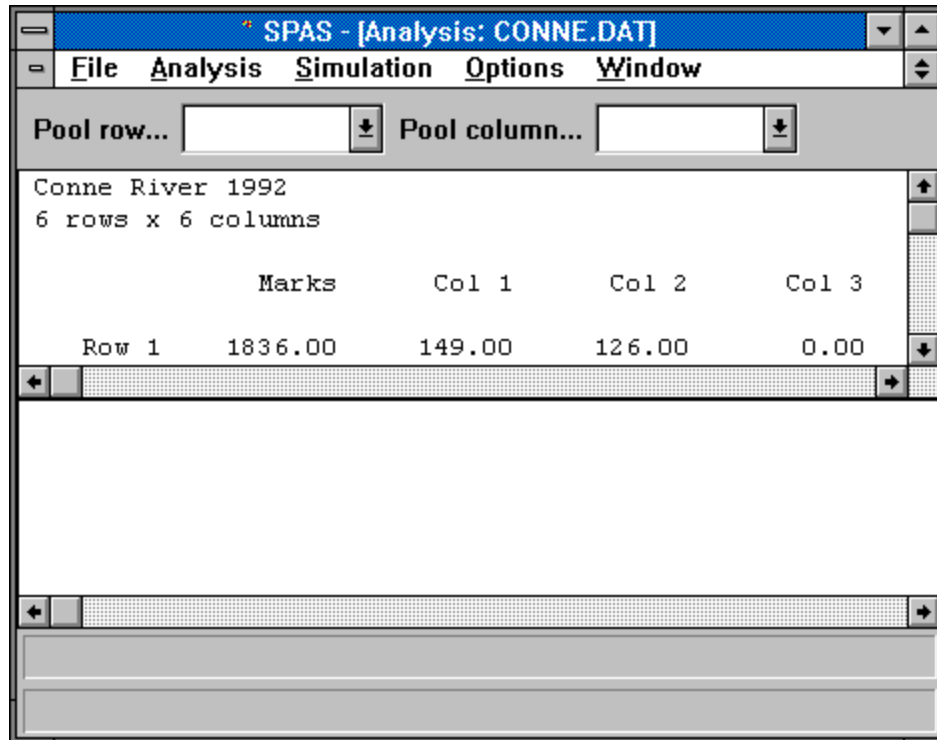 SPAS - [Analysis: CONNE.DAT]
File Analysis Simulation Options Window
Pool row... Pool column...
Conne River 1992
6 rows x 6 columns
Marks Col 1 Col 2 Col 3
Row 1 1836.00 149.00 126.00 0.00